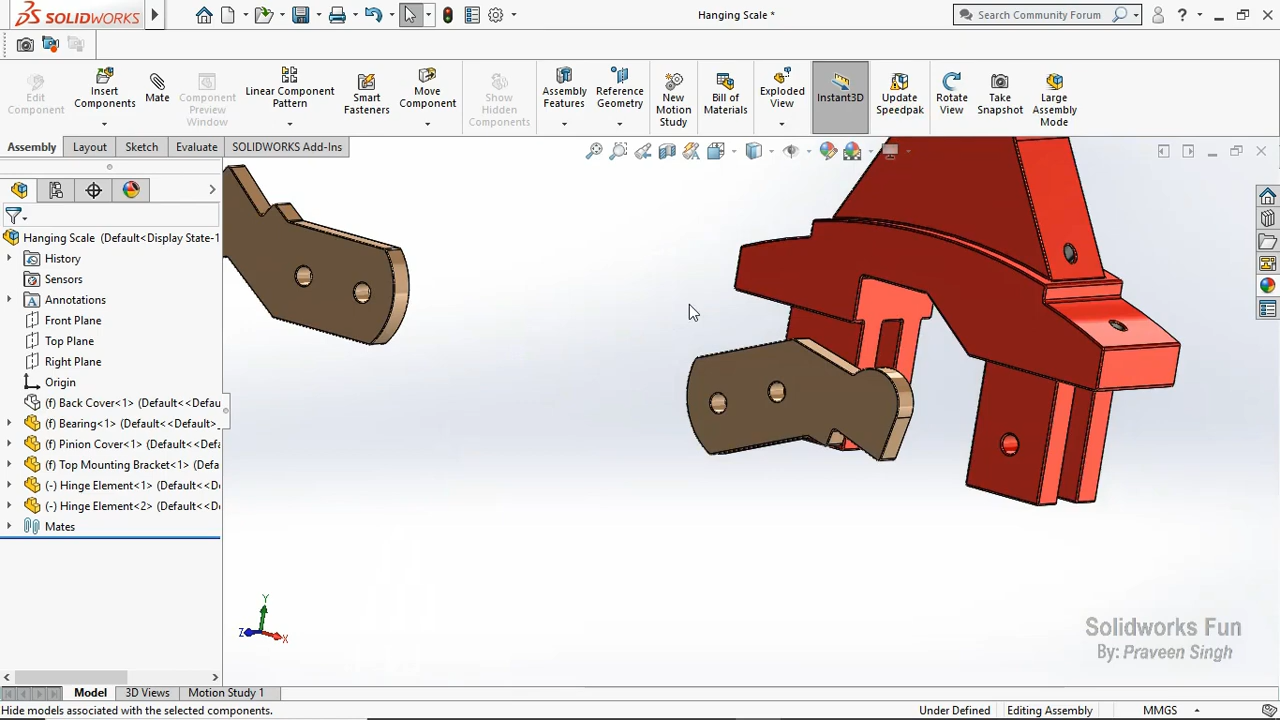 SOLIDWORKS
Hanging Scale *
Search Community Forum
?
Edit Component
Insert Components
Mate
Component Preview Window
Linear Component Pattern
Smart Fasteners
Move Component
Show Hidden Components
Assembly Features
Reference Geometry
New Motion Study
Bill of Materials
Exploded View
Instant3D
Update Speedpak
Rotate View
Take Snapshot
Large Assembly Mode
Assembly Layout Sketch Evaluate SOLIDWORKS Add-Ins
Hanging Scale (Default<Display State-1
History
Sensors
Annotations
Front Plane
Top Plane
Right Plane
Origin
(f) Back Cover<1> (Default<<Defau
(f) Bearing<1> (Default<<Default>_
(f) Pinion Cover<1> (Default<<Defa
(f) Top Mounting Bracket<1> (Defa
(-) Hinge Element<1> (Default<<D
(-) Hinge Element<2> (Default<<D
Mates
Y
Z
X
Solidworks Fun
By: Praveen Singh
Model 3D Views Motion Study 1
Hide models associated with the selected components.
Under Defined Editing Assembly MMGS